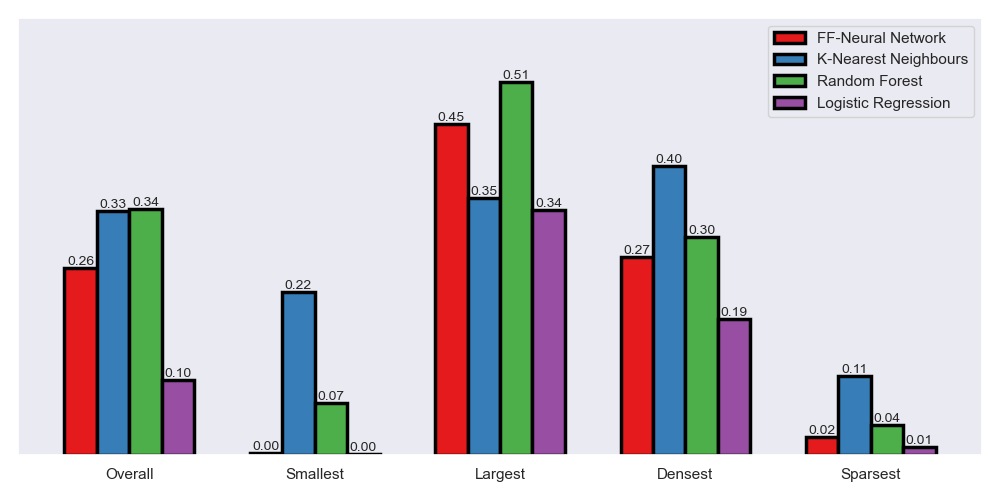 FF-Neural Network
K-Nearest Neighbours
Random Forest
Logistic Regression
0.26
0.33
0.34
0.10
0.00
0.22
0.07
0.00
0.45
0.35
0.51
0.34
0.27
0.40
0.30
0.19
0.02
0.11
0.04
0.01
Overall
Smallest
Largest
Densest
Sparsest